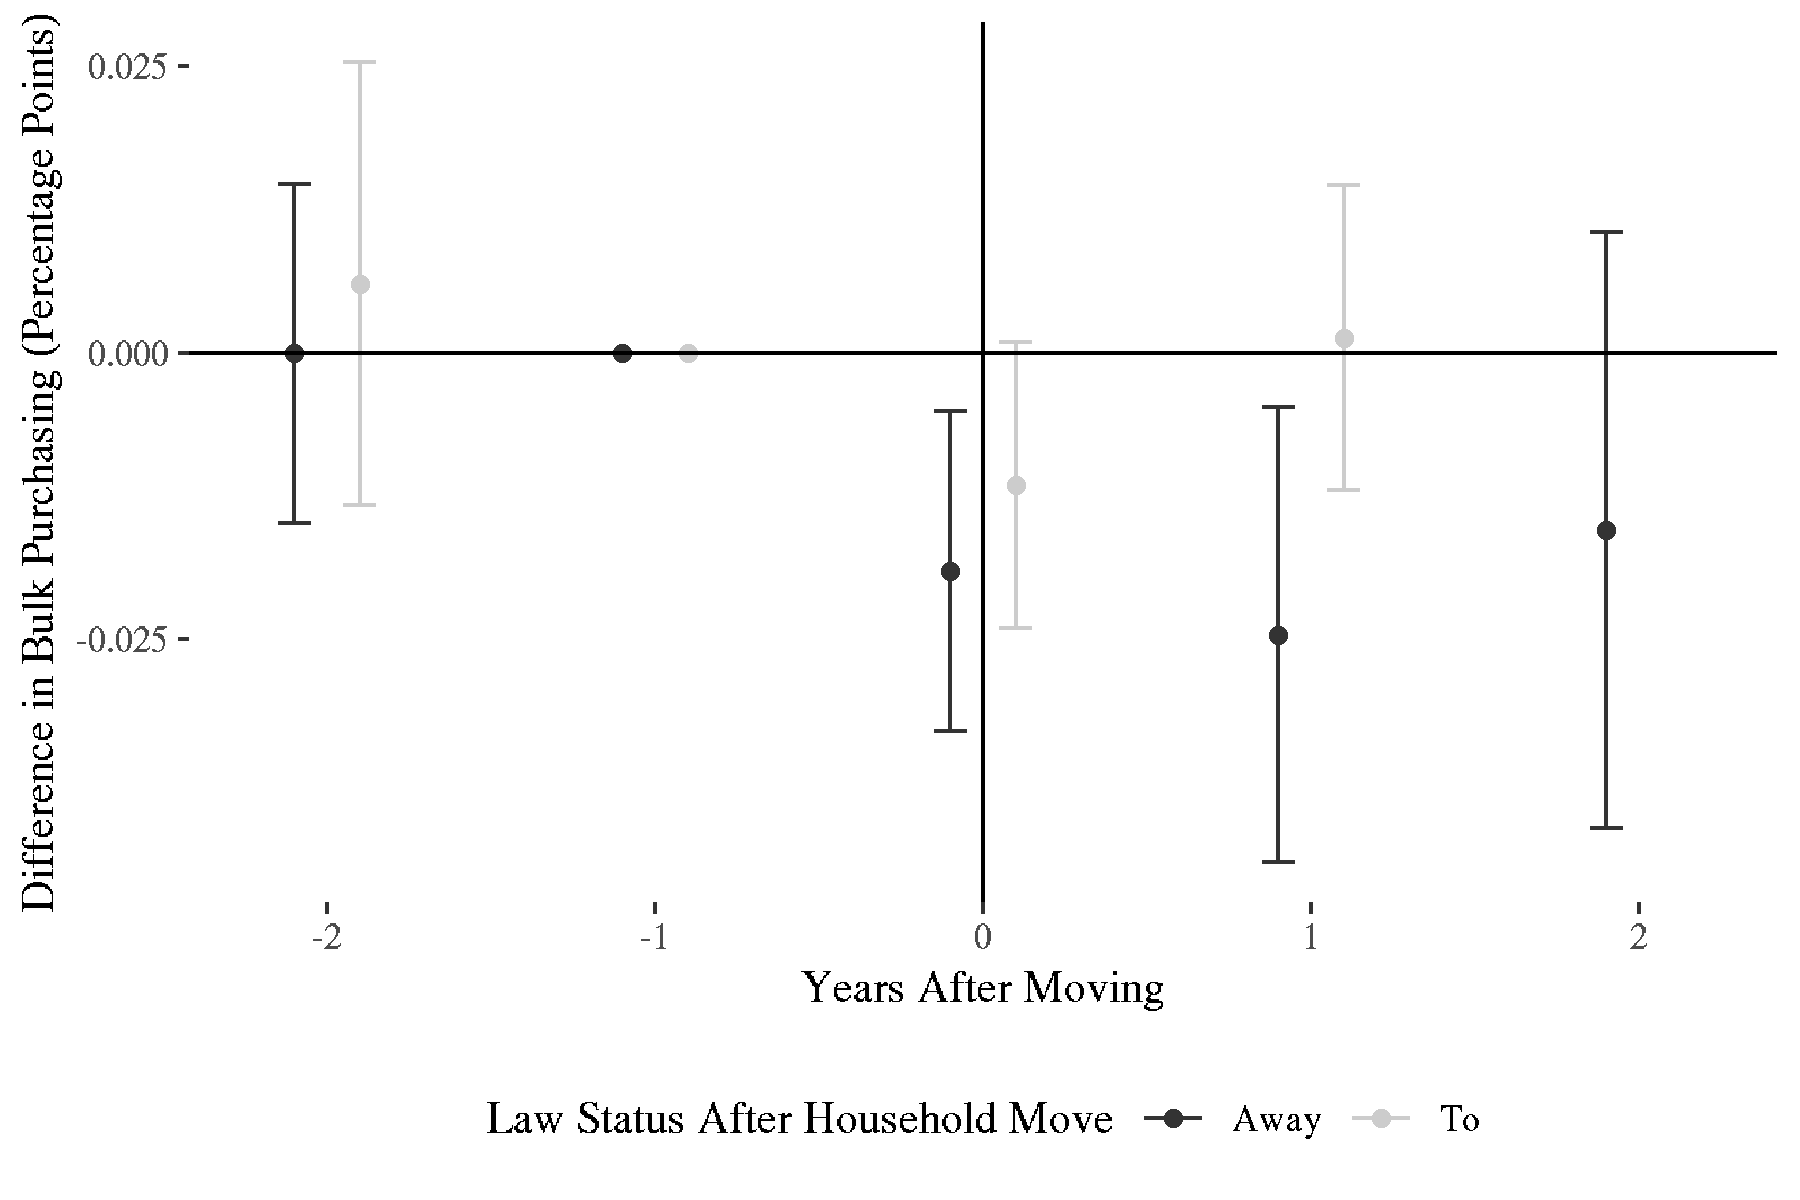 Difference in Bulk Purchasing (Percentage Points)
0.025
0.000
-0.025
-2 -1 0 1 2
Years After Moving
Law Status After Household Move Away To